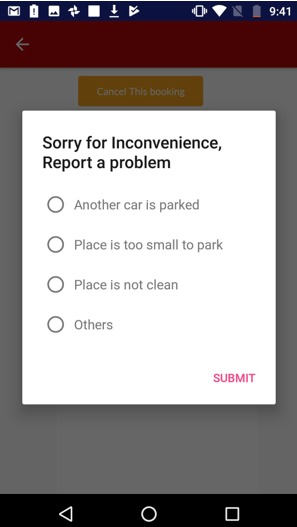 9:41
Cancel This booking
Sorry for Inconvenience,
Report a problem
Another car is parked
Place is too small to park
Place is not clean
Others
SUBMIT